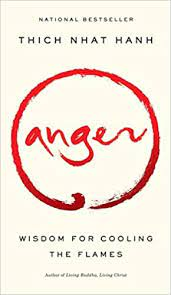 NATIONAL BESTSELLER
THICH NHAT HANH
anger
WISDOM FOR COOLING
THE FLAMES
Author of Living Buddha, Living Christ